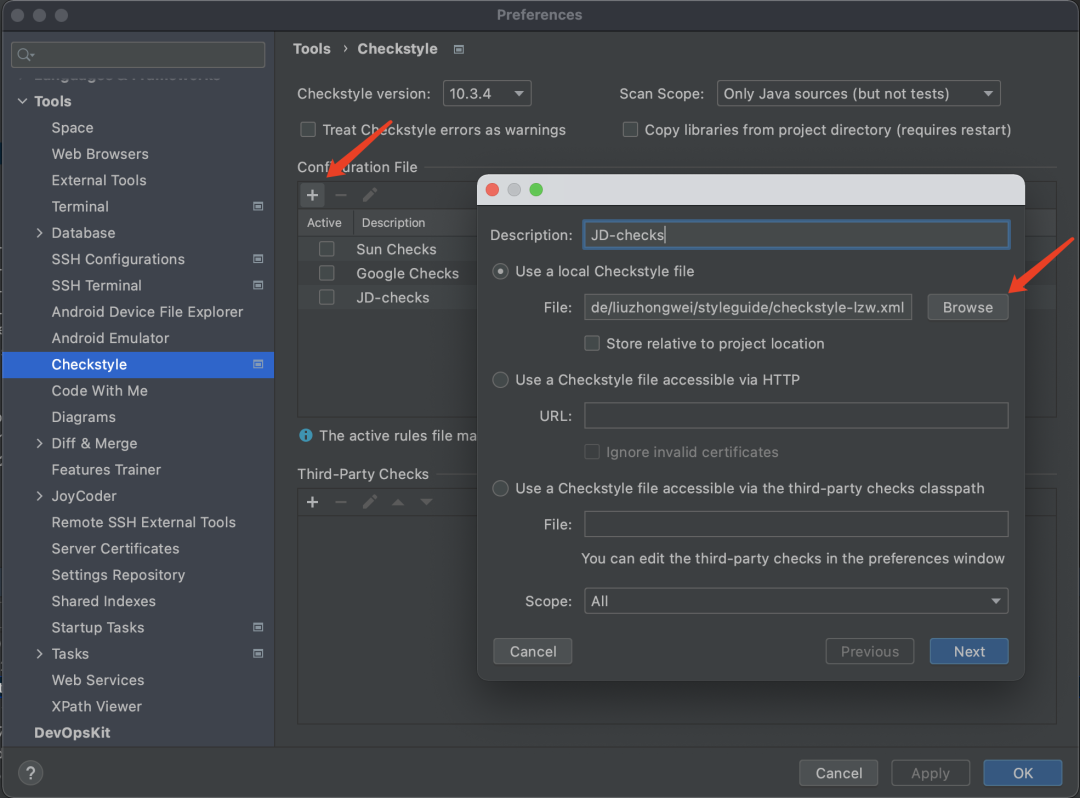 Preferences
Tools › Checkstyle
Tools
Space
Web Browsers
External Tools
Terminal
Database
SSH Configurations
SSH Terminal
Android Device File Explorer
Android Emulator
Checkstyle
Code With Me
Diagrams
Diff & Merge
Features Trainer
JoyCoder
Remote SSH External Tools
Server Certificates
Settings Repository
Shared Indexes
Startup Tasks
Tasks
Web Services
XPath Viewer
DevOpsKit
Checkstyle version: 10.3.4
Scan Scope: Only Java sources (but not tests)
Treat Checkstyle errors as warnings
Copy libraries from project directory (requires restart)
Configuration File
Active Description
Sun Checks
Google Checks
JD-checks
The active rules file ma
Third-Party Checks
Description: JD-checks
Use a local Checkstyle file
File: de/liuzhongwei/styleguide/checkstyle-lzw.xml Browse
Store relative to project location
Use a Checkstyle file accessible via HTTP
URL:
Ignore invalid certificates
Use a Checkstyle file accessible via the third-party checks classpath
File:
You can edit the third-party checks in the preferences window
Scope: All
Cancel Previous Next
? Cancel Apply OK